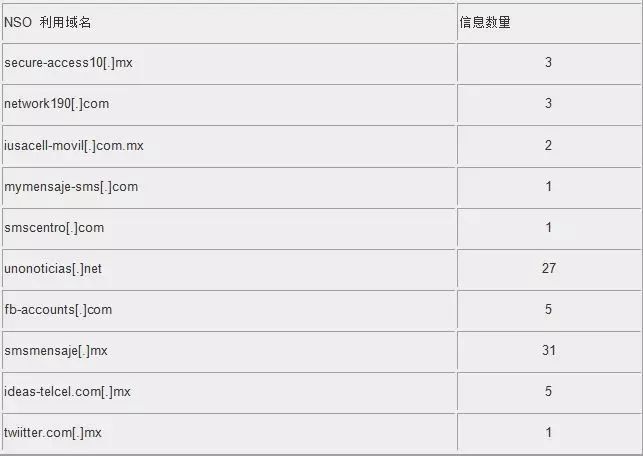 NSO 利用域名 信息数量
secure-access10[.]mx 3
network190[.]com 3
iusacell-movil[.]com.mx 2
mymensaje-sms[.]com 1
smscentro[.]com 1
unonoticias[.]net 27
fb-accounts[.]com 5
smsmensaje[.]mx 31
ideas-telcel.com[.]mx 5
twiitter.com[.]mx 1